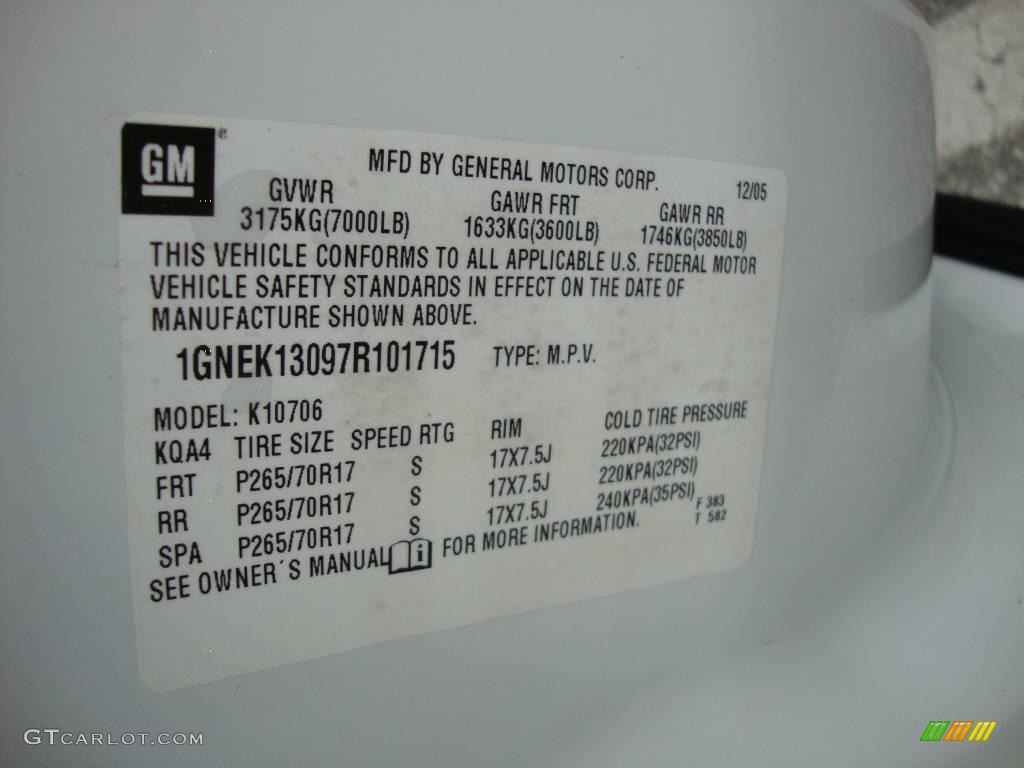 GM
MFD BY GENERAL MOTORS CORP.
12/05
GVWR GAWR FRT GAWR RR
3175KG(7000LB) 1633KG(3600LB) 1746KG(3850LB)
THIS VEHICLE CONFORMS TO ALL APPLICABLE U.S. FEDERAL MOTOR
VEHICLE SAFETY STANDARDS IN EFFECT ON THE DATE OF
MANUFACTURE SHOWN ABOVE.
1GNEK13097R101715 TYPE: M.P.V.
MODEL: K10706
KQA4 TIRE SIZE SPEED RTG RIM COLD TIRE PRESSURE
FRT P265/70R17 S 17X7.5J 220KPA(32PSI)
RR P265/70R17 S 17X7.5J 220KPA(32PSI)
SPA P265/70R17 S 17X7.5J 240KPA(35PSI)
F 383
T 582
SEE OWNER´S MANUAL FOR MORE INFORMATION.
GTCARLOT.COM